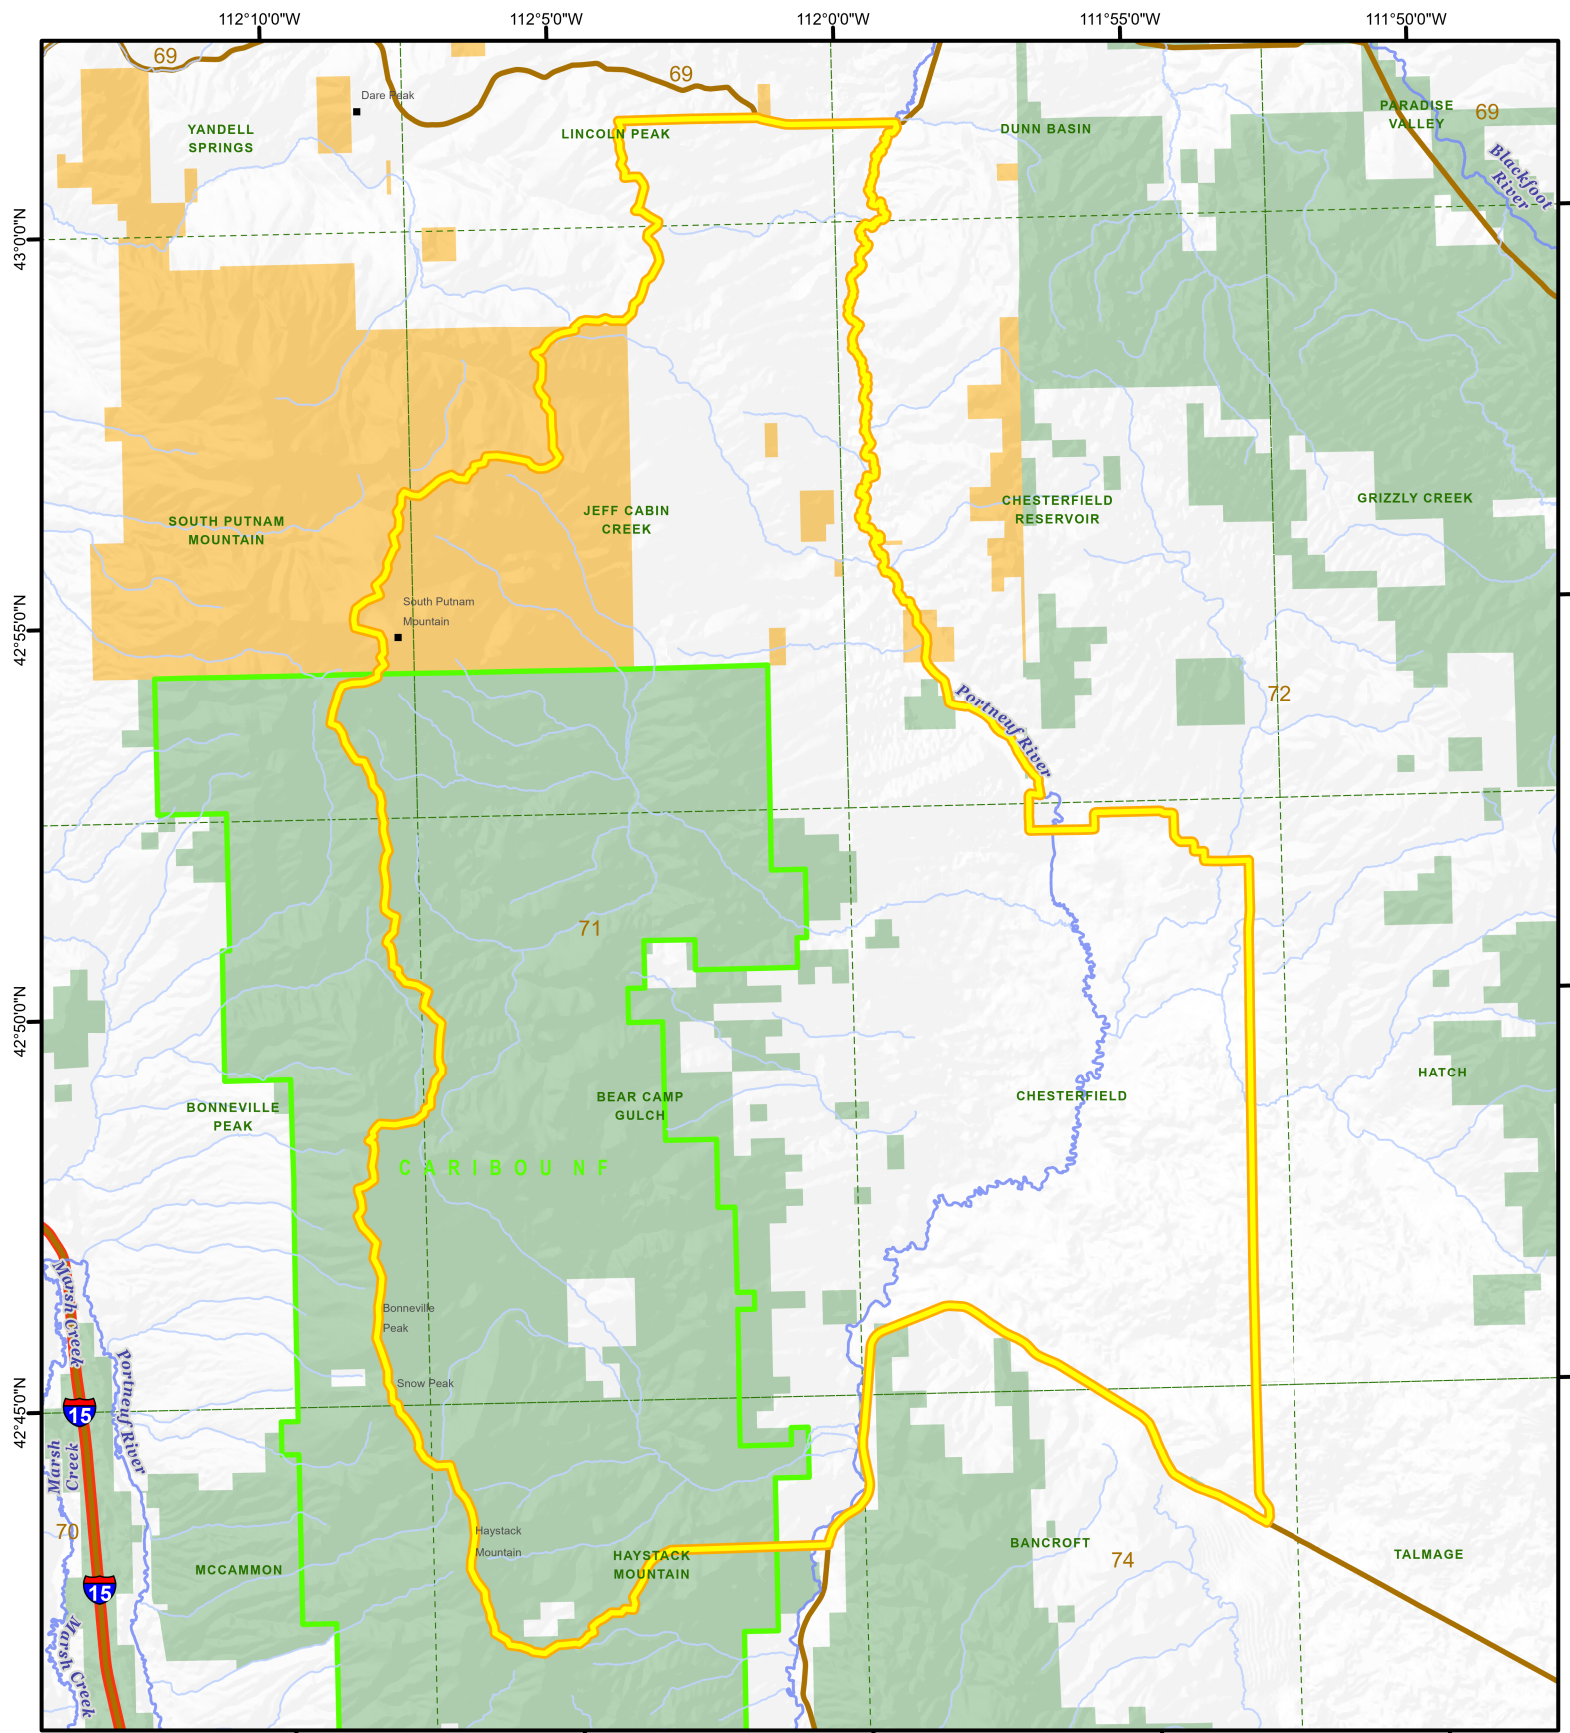 112°10'0"W
112°50'0"W
112°0'0"W
111°55'0"W
111°50'0"W
69
69
Dare Peak
YANDELL
SPRINGS
LINCOLN PEAK
DUNN BASIN
PARADISE
VALLEY
69
Blackfoot
River
43°0'0"N
SOUTH PUTNAM
MOUNTAIN
JEFF CABIN
CREEK
CHESTERFIELD
RESERVOIR
GRIZZLY CREEK
42°55'0"N
South Putnam
Mountain
Portneuf River
72
71
42°50'0"N
BONNEVILLE
PEAK
BEAR CAMP
GULCH
CHESTERFIELD
HATCH
CARIBOU NF
Marsh Creek
Bonneville
Peak
Portneuf River
Snow Peak
42°45'0"N
15
Marsh
Creek
70
Haystack
Mountain
MCCAMMON
HAYSTACK
MOUNTAIN
BANCROFT
74
TALMAGE
15
Marsh Creek